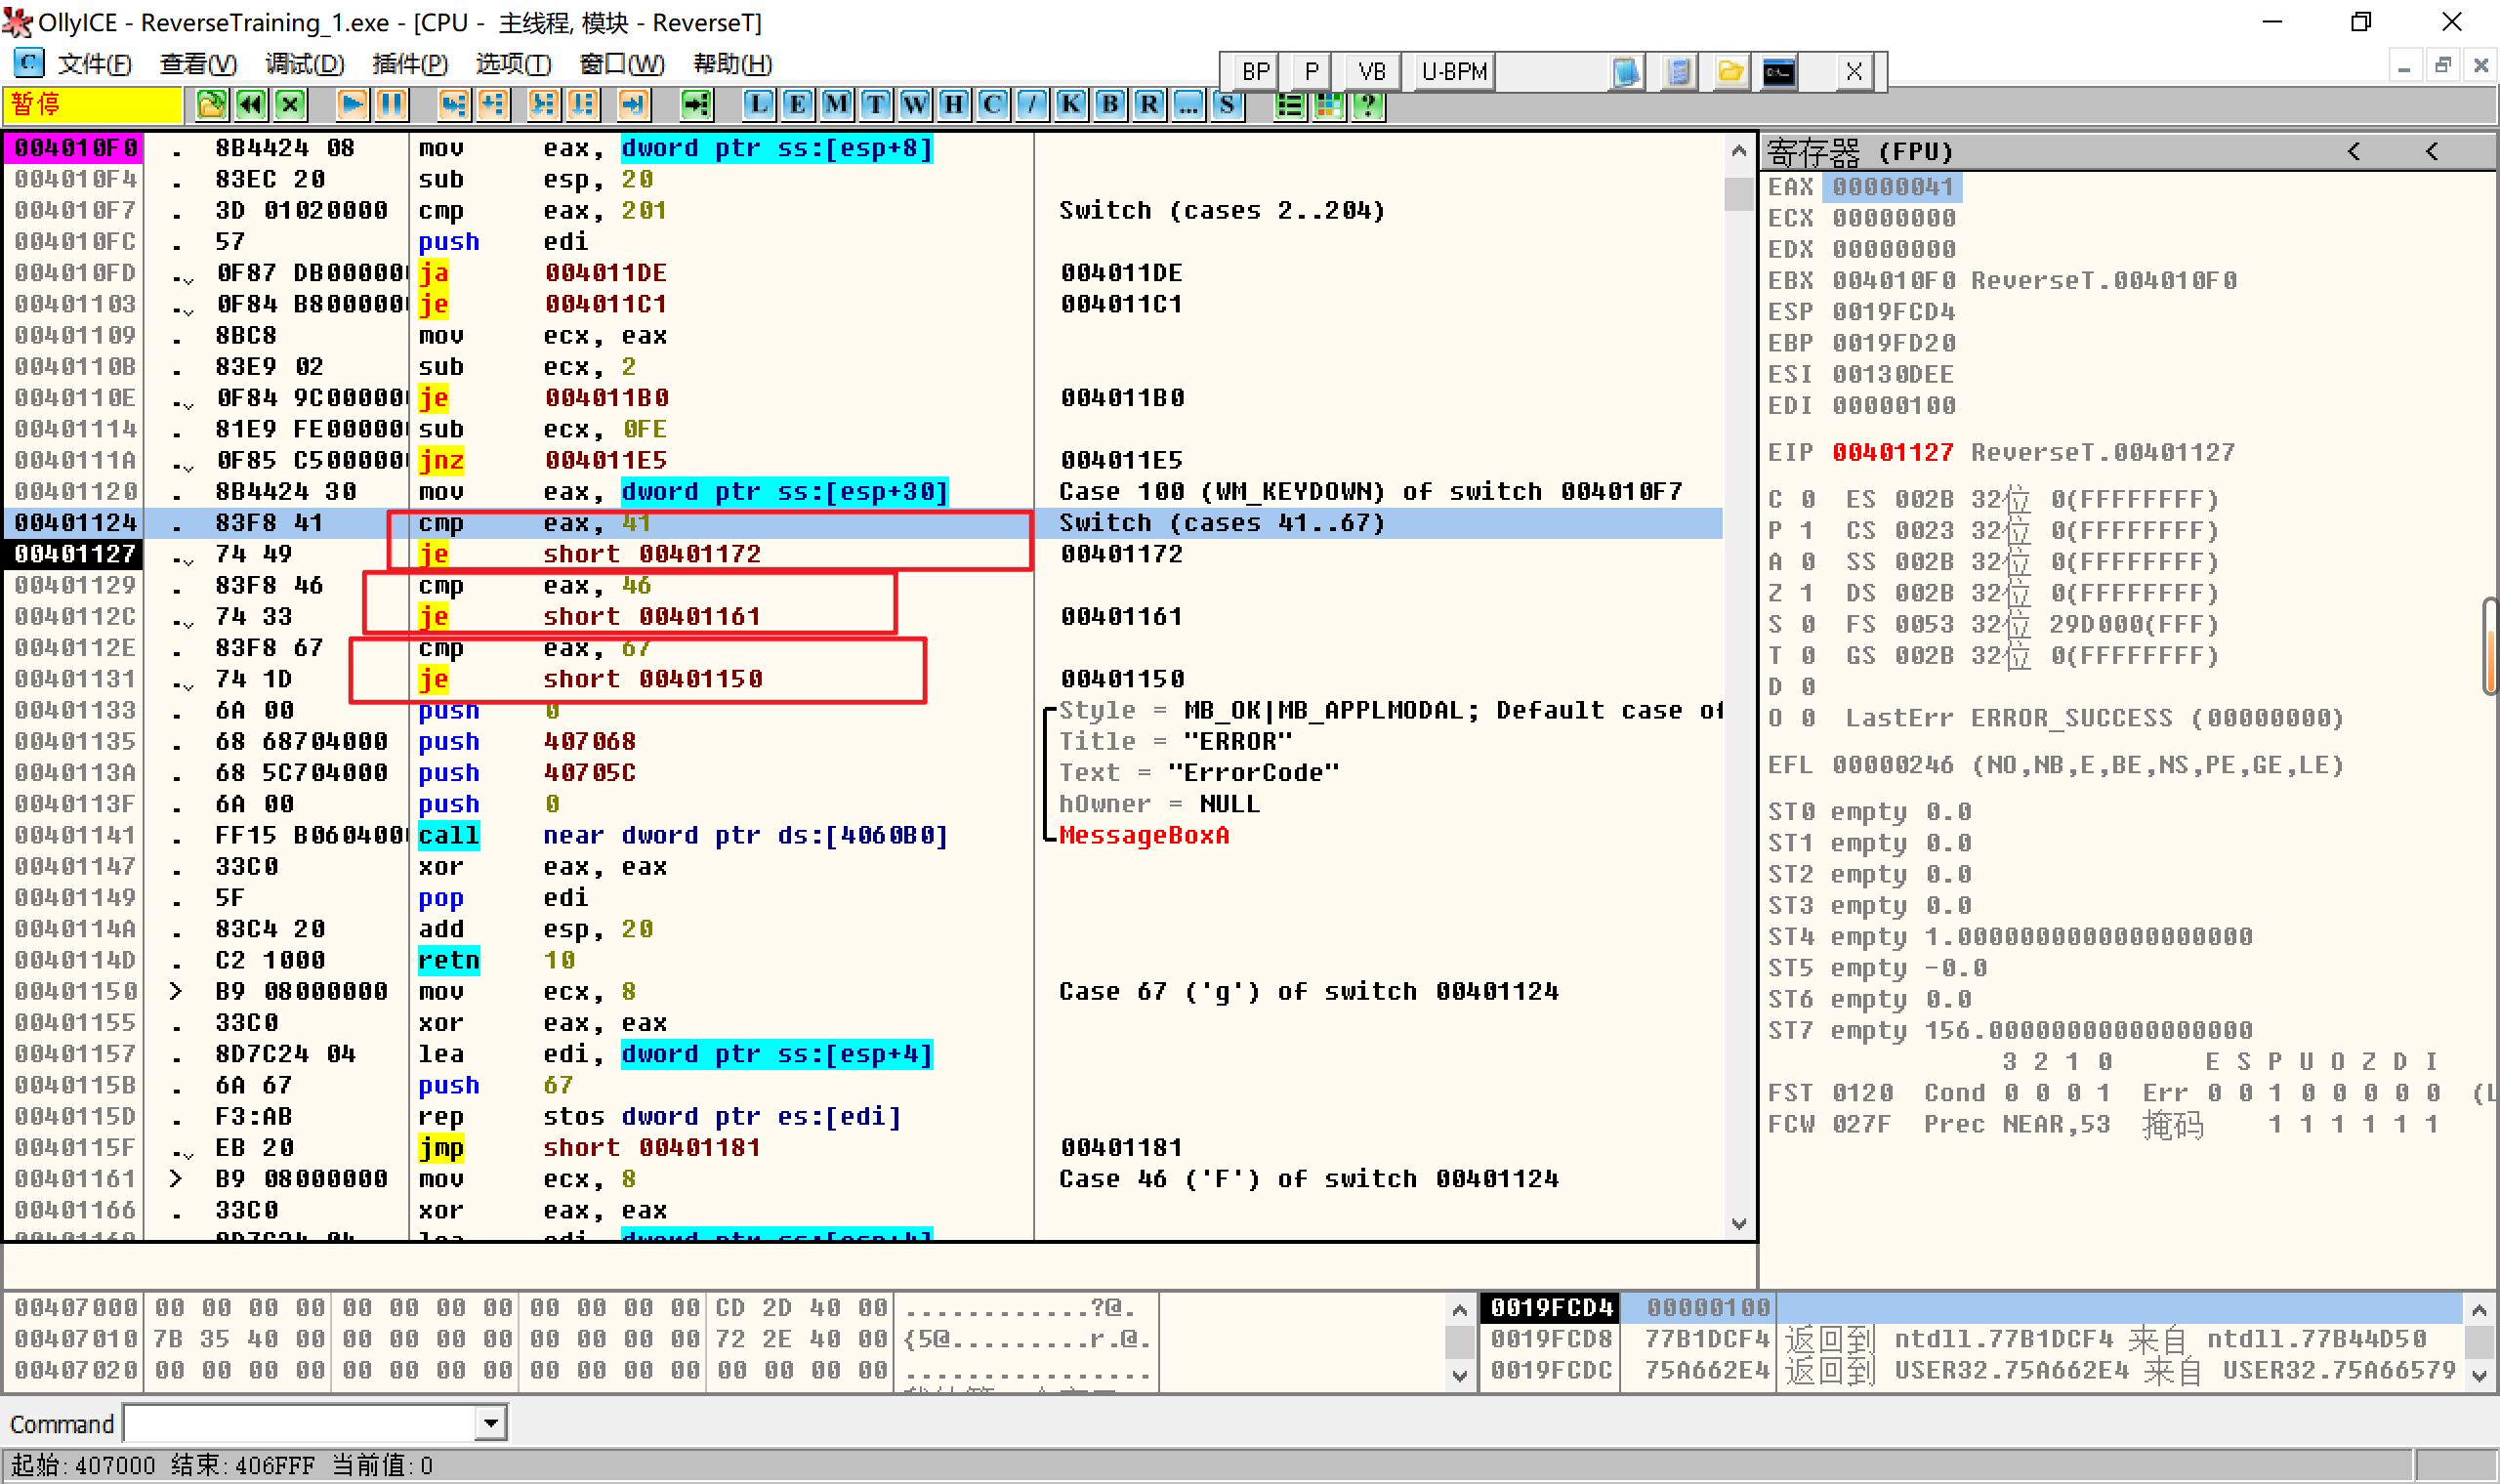 OllyICE - ReverseTraining_1.exe - [CPU - 主线程, 模块 - ReverseT]
文件(F) 查看(V) 调试(D) 插件(P) 选项(T) 窗口(W) 帮助(H) BP P VB U-BPM X
暂停 L E M T W H C / K B R ... S ?
004010F0 . 8B4424 08 mov eax, dword ptr ss:[esp+8]
004010F4 . 83EC 20 sub esp, 20
004010F7 . 3D 01020000 cmp eax, 201 Switch (cases 2..204)
004010FC . 57 push edi
004010FD . 0F87 DB00000 ja 004011DE 004011DE
00401103 . 0F84 B800000 je 004011C1 004011C1
00401109 . 8BC8 mov ecx, eax
0040110B . 83E9 02 sub ecx, 2
0040110E . 0F84 9C00000 je 004011B0 004011B0
00401114 . 81E9 FE00000 sub ecx, 0FE
0040111A . 0F85 C500000 jnz 004011E5 004011E5
00401120 . 8B4424 30 mov eax, dword ptr ss:[esp+30] Case 100 (WM_KEYDOWN) of switch 004010F7
00401124 . 83F8 41 cmp eax, 41 Switch (cases 41..67)
00401127 . 74 49 je short 00401172 00401172
00401129 . 83F8 46 cmp eax, 46
0040112C . 74 33 je short 00401161 00401161
0040112E . 83F8 67 cmp eax, 67
00401131 . 74 1D je short 00401150 00401150
00401133 . 6A 00 push 0 Style = MB_OK|MB_APPLMODAL; Default case of
00401135 . 68 68704000 push 407068 Title = "ERROR"
0040113A . 68 5C704000 push 40705C Text = "ErrorCode"
0040113F . 6A 00 push 0 hOwner = NULL
00401141 . FF15 B060400 call near dword ptr ds:[4060B0] MessageBoxA
00401147 . 33C0 xor eax, eax
00401149 . 5F pop edi
0040114A . 83C4 20 add esp, 20
0040114D . C2 1000 retn 10
00401150 > B9 08000000 mov ecx, 8 Case 67 ('g') of switch 00401124
00401155 . 33C0 xor eax, eax
00401157 . 8D7C24 04 lea edi, dword ptr ss:[esp+4]
0040115B . 6A 67 push 67
0040115D . F3:AB rep stos dword ptr es:[edi]
0040115F . EB 20 jmp short 00401181 00401181
00401161 > B9 08000000 mov ecx, 8 Case 46 ('F') of switch 00401124
00401166 . 33C0 xor eax, eax
00401168 . 8D7C24 04 lea edi, dword ptr ss:[esp+4]
寄存器 (FPU) < <
EAX 00000041
ECX 00000000
EDX 00000000
EBX 004010F0 ReverseT.004010F0
ESP 0019FCD4
EBP 0019FD20
ESI 00130DEE
EDI 00000100
EIP 00401127 ReverseT.00401127
C 0 ES 002B 32位 0(FFFFFFFF)
P 1 CS 0023 32位 0(FFFFFFFF)
A 0 SS 002B 32位 0(FFFFFFFF)
Z 1 DS 002B 32位 0(FFFFFFFF)
S 0 FS 0053 32位 29D000(FFF)
T 0 GS 002B 32位 0(FFFFFFFF)
D 0
O 0 LastErr ERROR_SUCCESS (00000000)
EFL 00000246 (NO,NB,E,BE,NS,PE,GE,LE)
ST0 empty 0.0
ST1 empty 0.0
ST2 empty 0.0
ST3 empty 0.0
ST4 empty 1.0000000000000000000
ST5 empty -0.0
ST6 empty 0.0
ST7 empty 156.00000000000000000
3 2 1 0 E S P U O Z D I
FST 0120 Cond 0 0 0 1 Err 0 0 1 0 0 0 0 0 (L
FCW 027F Prec NEAR,53 掩码 1 1 1 1 1 1
00407000 00 00 00 00 00 00 00 00 00 00 00 00 CD 2D 40 00 ............?@.
00407010 7B 35 40 00 00 00 00 00 00 00 00 00 72 2E 40 00 {5@.........r.@.
00407020 00 00 00 00 00 00 00 00 00 00 00 00 00 00 00 00 ................
0019FCD4 00000100
0019FCD8 77B1DCF4 返回到 ntdll.77B1DCF4 来自 ntdll.77B44D50
0019FCDC 75A662E4 返回到 USER32.75A662E4 来自 USER32.75A66579
Command
起始: 407000 结束: 406FFF 当前值: 0